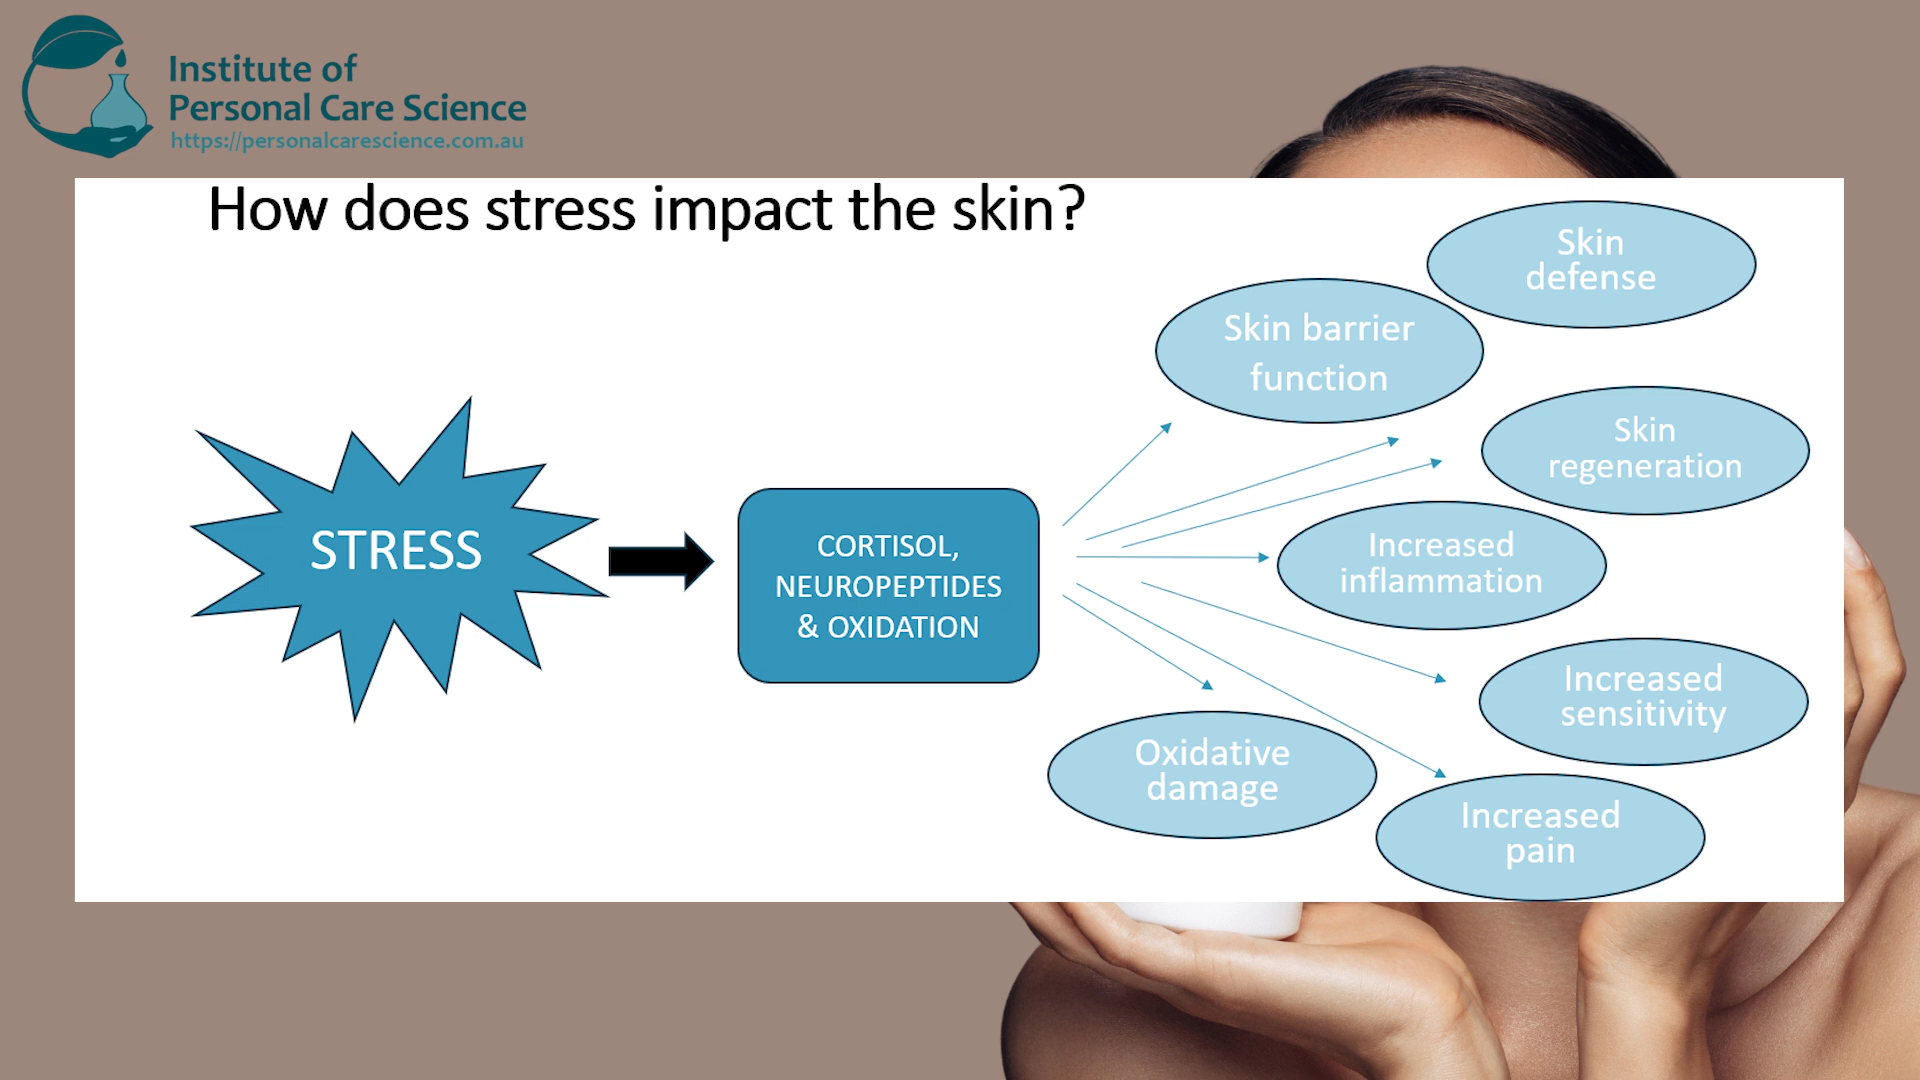 Institute of
Personal Care Science
https://personalcarescience.com.au
How does stress impact the skin?
STRESS
CORTISOL,
NEUROPEPTIDES
& OXIDATION
Skin
defense
Skin barrier
function
Skin
regeneration
Increased
inflammation
Increased
sensitivity
Oxidative
damage
Increased
pain